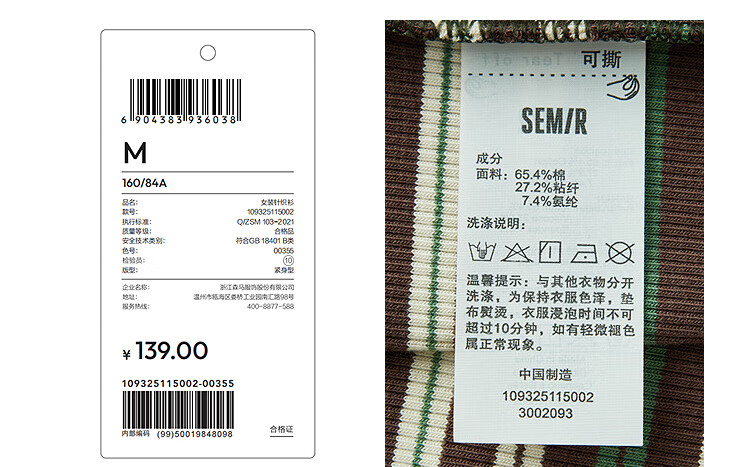 6 904383 936038
M
160/84A
品名: 女装针织衫
款号: 109325115002
执行标准: Q/ZSM 103-2021
质量等级: 合格品
安全技术类别: 符合GB 18401 B类
色号: 00355
检验员: 10
版型: 紧身型
企业名称: 浙江森马服饰股份有限公司
地址: 温州市瓯海区娄桥工业园南汇路98号
服务热线: 400-8877-588
¥ 139.00
109325115002-00355
内部编码 (99)50019848098
合格证
Tear off
可撕
SEM/R
成分
面料: 65.4%棉
27.2%粘纤
7.4%氨纶
洗涤说明:
温馨提示: 与其他衣物分开
洗涤, 为保持衣服色泽, 垫
布熨烫, 衣服浸泡时间不可
超过10分钟, 如有轻微褪色
属正常现象。
中国制造
109325115002
3002093